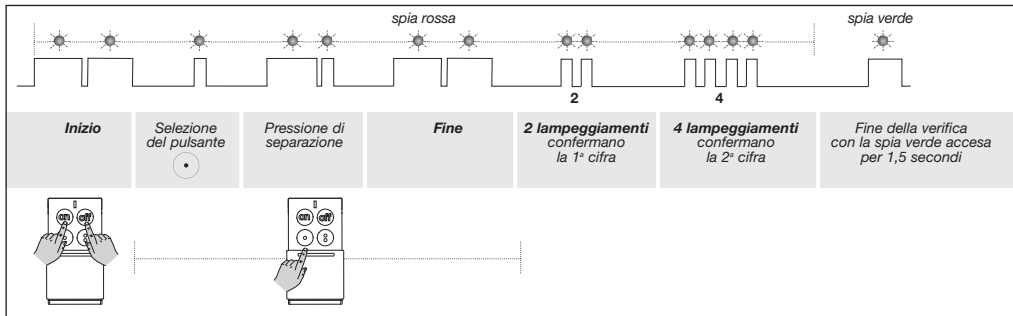 spia rossa
spia verde
2
4
Inizio
Selezione
del pulsante
Pressione di
separazione
Fine
2 lampeggiamenti
confermano
la 1ª cifra
4 lampeggiamenti
confermano
la 2ª cifra
Fine della verifica
con la spia verde accesa
per 1,5 secondi
on off
on off